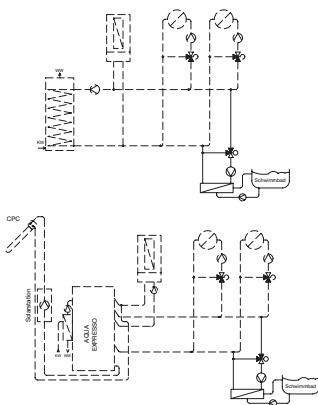 WW
KW
Schwimmbad
CPC
Solarstation
AQUA
EXPRESSO
KW WW
Schwimmbad